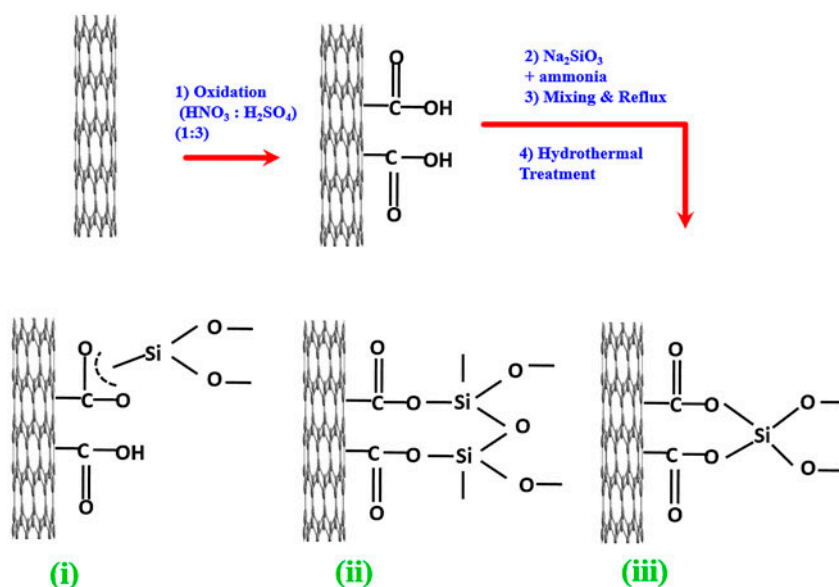 1) Oxidation
(HNO₃ : H₂SO₄)
(1:3)
O
C OH
C OH
O
2) Na₂SiO₃
+ ammonia
3) Mixing & Reflux
4) Hydrothermal
Treatment
O
C O
Si
O
O
C OH
O
(i)
O
C O Si O
O
C O Si O
O
(ii)
O
C O
Si
O
O
C O
O
(iii)